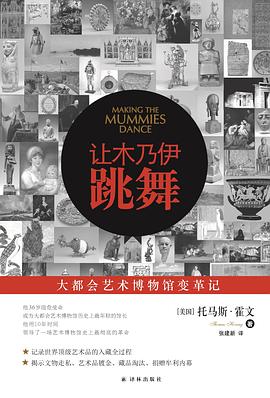 MAKING THE
MUMMIES
DANCE
让木乃伊
跳舞
大都会艺术博物馆变革记
他36岁临危受命
成为大都会艺术博物馆历史上最年轻的馆长
他用10年时间
领导了一场艺术博物馆史上最彻底的革命
[美国] 托马斯·霍文 著
Thomas Hoving
张建新 译
★ 记录世界顶级艺术品的入藏全过程
★ 揭示文物走私、艺术品镀金、藏品淘汰、捐赠牟利内幕
译林出版社